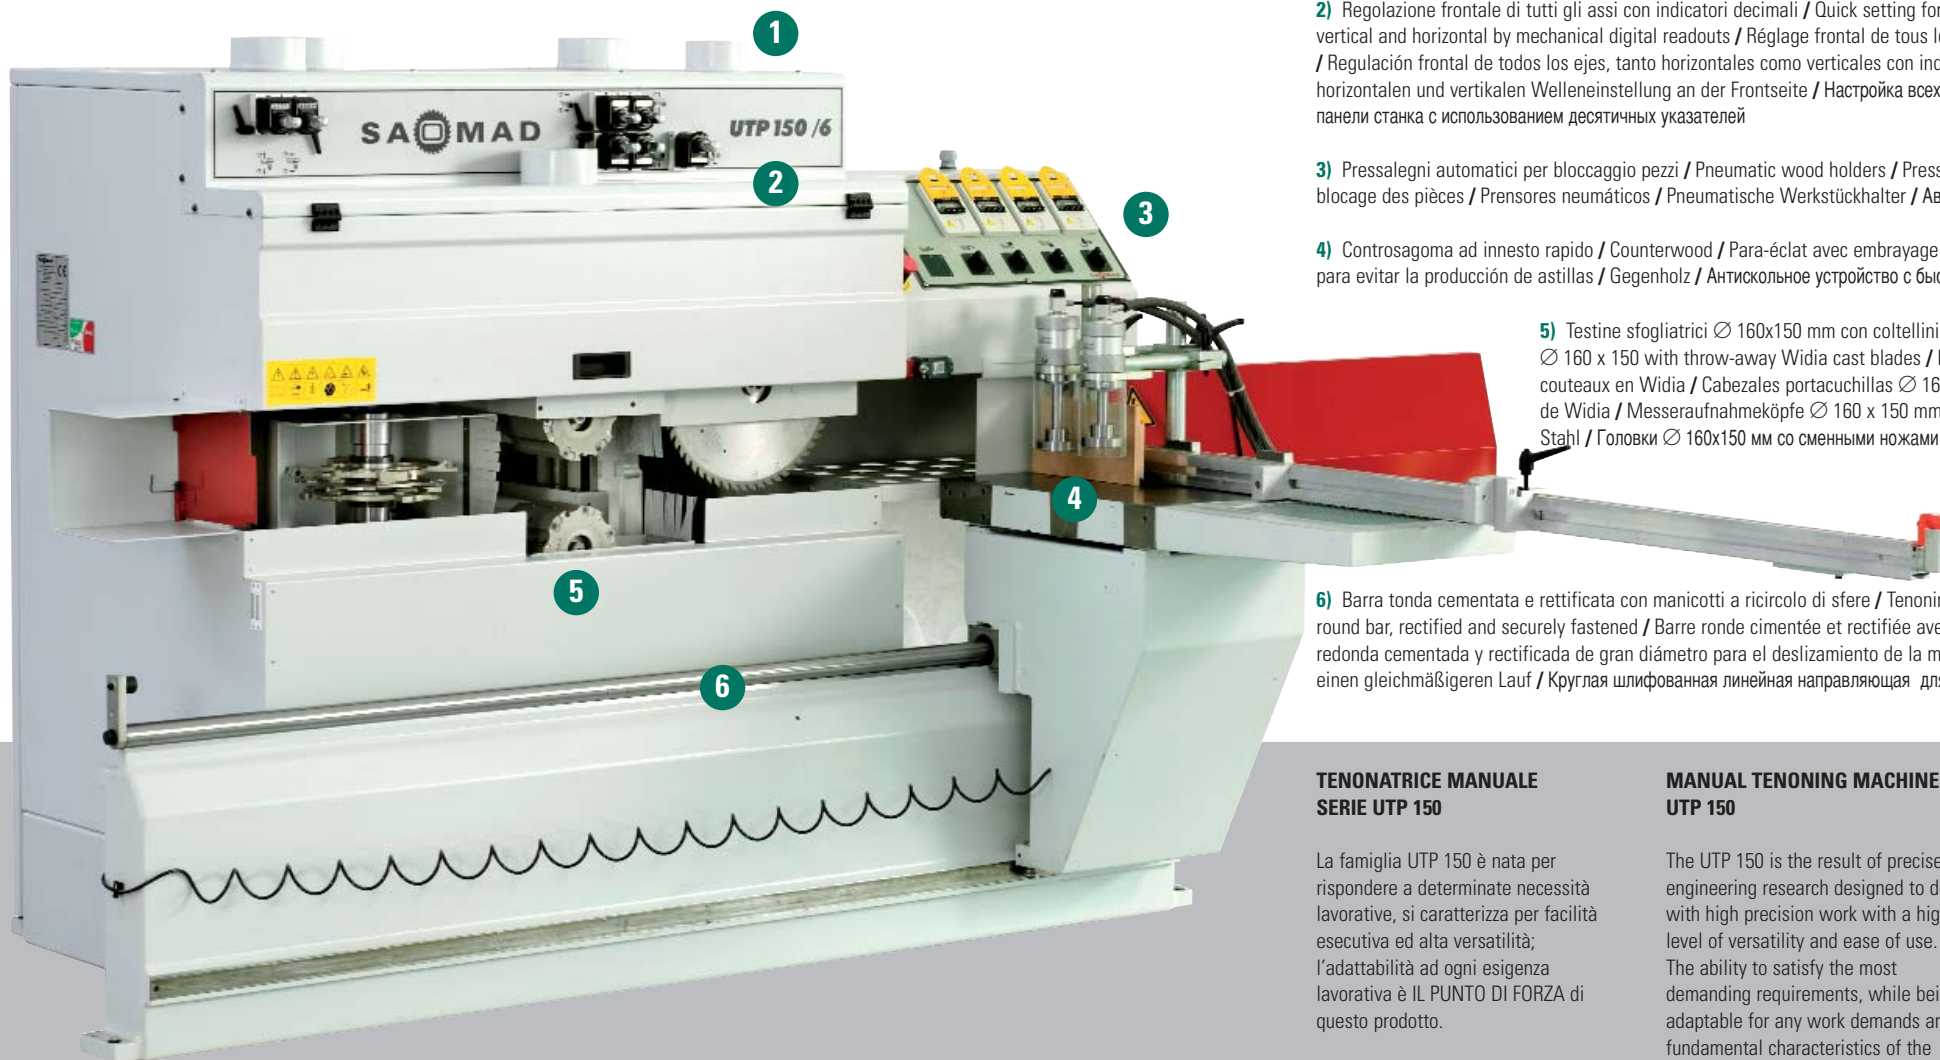 1
SAOMAD
UTP 150 /6
2
3
4
5
6
2) Regolazione frontale di tutti gli assi con indicatori decimali / Quick setting for
vertical and horizontal by mechanical digital readouts / Réglage frontal de tous
/ Regulación frontal de todos los ejes, tanto horizontales como verticales con
horizontalen und vertikalen Welleneinstellung an der Frontseite / Настройка всех
панели станка с использованием десятичных указателей
3) Pressalegni automatici per bloccaggio pezzi / Pneumatic wood holders /
blocage des pièces / Prensores neumáticos / Pneumatische Werkstückhalter /
4) Controsagoma ad innesto rapido / Counterwood / Para-éclat avec embrayage
para evitar la producción de astillas / Gegenholz / Антискольное устройство с
5) Testine sfogliatrici ∅ 160x150 mm con coltellini
∅ 160 x 150 with throw-away Widia cast blades /
couteaux en Widia / Cabezales portacuchillas ∅
de Widia / Messeraufnahmeköpfe ∅ 160 x 150 mm
Stahl / Головки ∅ 160x150 мм со сменными ножами
6) Barra tonda cementata e rettificata con manicotti a ricircolo di sfere /
round bar, rectified and securely fastened / Barre ronde cimentée et rectifiée
redonda cementada y rectificada de gran diámetro para el deslizamiento de la
einen gleichmäßigeren Lauf / Круглая шлифованная линейная направляющая
TENONATRICE MANUALE
SERIE UTP 150
La famiglia UTP 150 è nata per
rispondere a determinate necessità
lavorative, si caratterizza per facilità
esecutiva ed alta versatilità;
l'adattabilità ad ogni esigenza
lavorativa è IL PUNTO DI FORZA di
questo prodotto.
MANUAL TENONING MACHINE
UTP 150
The UTP 150 is the result of precise
engineering research designed to
with high precision work with a
level of versatility and ease of use.
The ability to satisfy the most
demanding requirements, while
adaptable for any work demands
fundamental characteristics of the